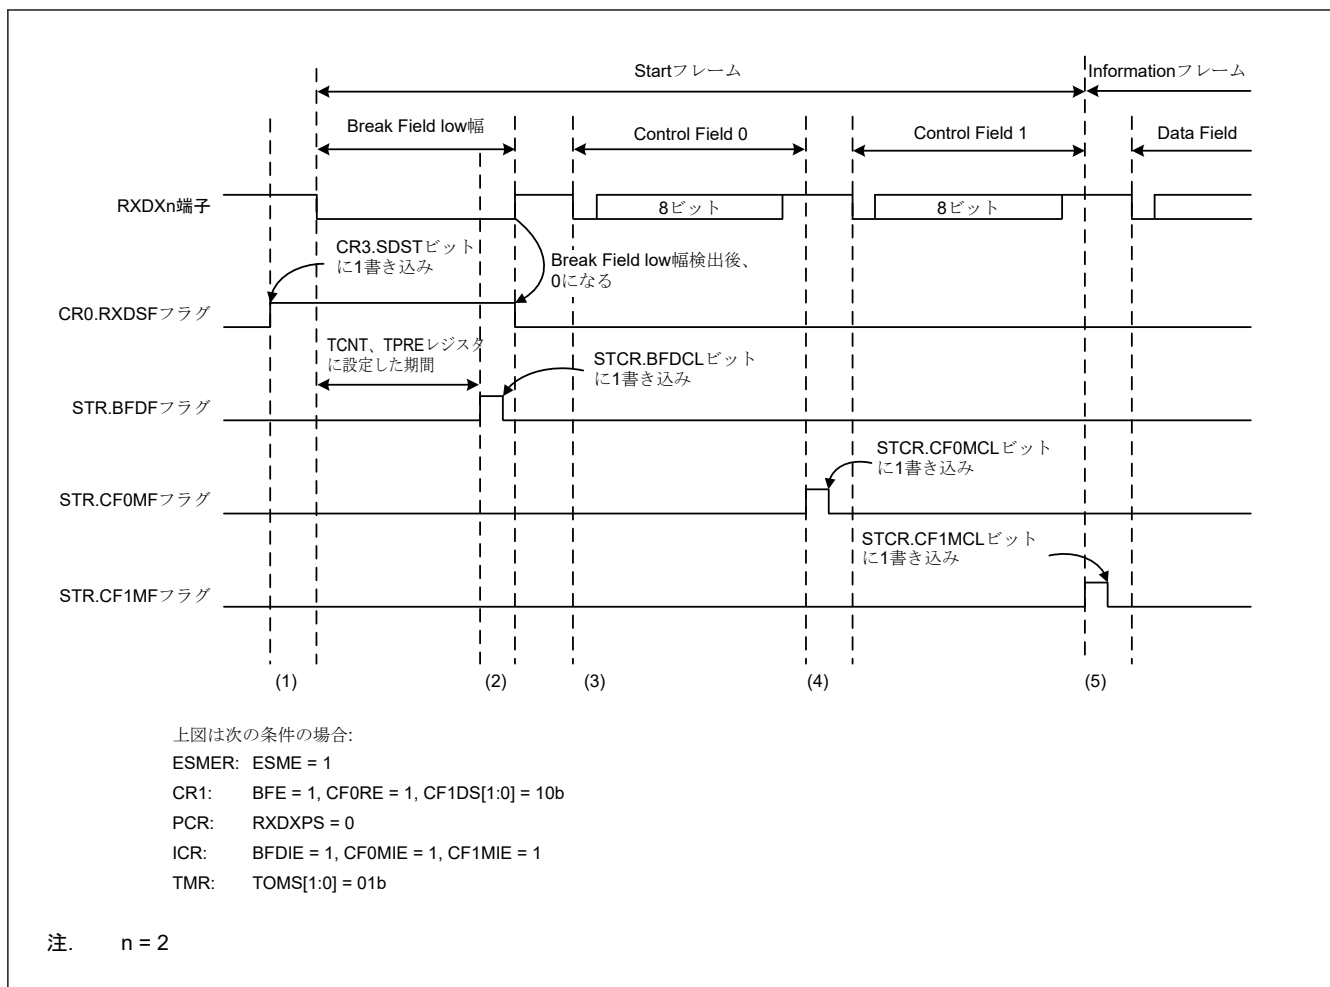 Startフレーム
Informationフレーム
Break Field low幅
Control Field 0
Control Field 1
Data Field
RXDXn端子
8ビット
8ビット
CR3.SDSTビット
に1書き込み
Break Field low幅検出後、
0になる
CR0.RXDSFフラグ
TCNT、TPREレジスタ
に設定した期間
STCR.BFDCLビット
に1書き込み
STR.BFDFフラグ
STCR.CF0MCLビット
に1書き込み
STR.CF0MFフラグ
STCR.CF1MCLビット
に1書き込み
STR.CF1MFフラグ
(1)
(2)
(3)
(4)
(5)
上図は次の条件の場合:
ESMER: ESME = 1
CR1: BFE = 1, CF0RE = 1, CF1DS[1:0] = 10b
PCR: RXDXPS = 0
ICR: BFDIE = 1, CF0MIE = 1, CF1MIE = 1
TMR: TOMS[1:0] = 01b
注. n = 2